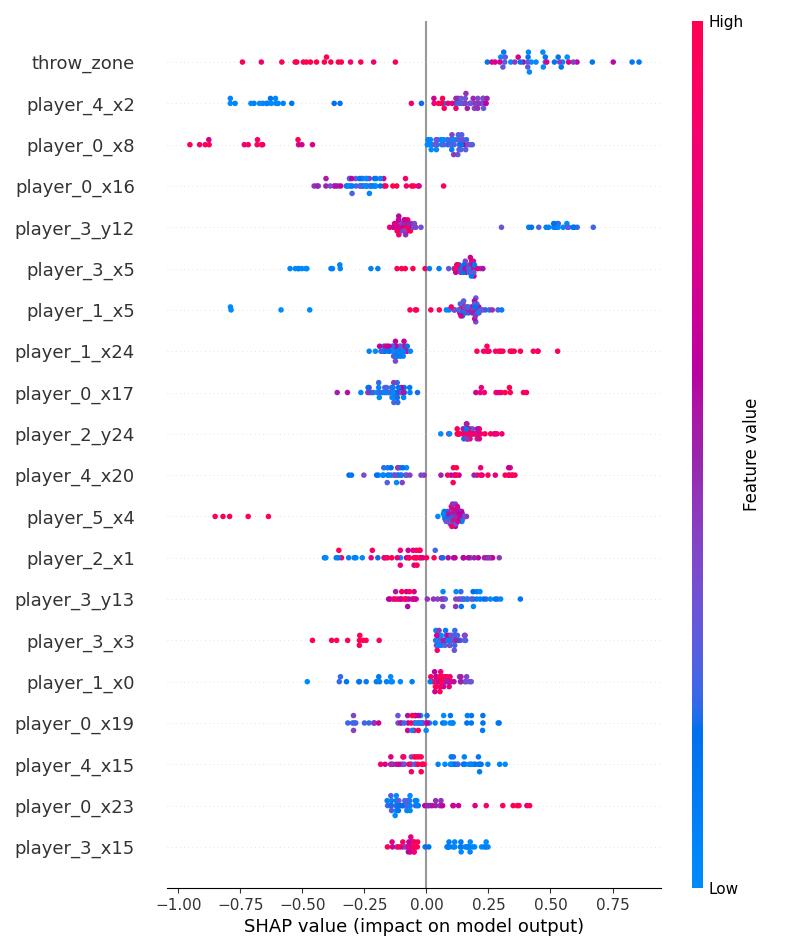 High
throw_zone
player_4_x2
player_0_x8
player_0_x16
player_3_y12
player_3_x5
player_1_x5
player_1_x24
player_0_x17
player_2_y24
player_4_x20
player_5_x4
player_2_x1
player_3_y13
player_3_x3
player_1_x0
player_0_x19
player_4_x15
player_0_x23
player_3_x15
Feature value
Low
−1.00 −0.75 −0.50 −0.25 0.00 0.25 0.50 0.75
SHAP value (impact on model output)